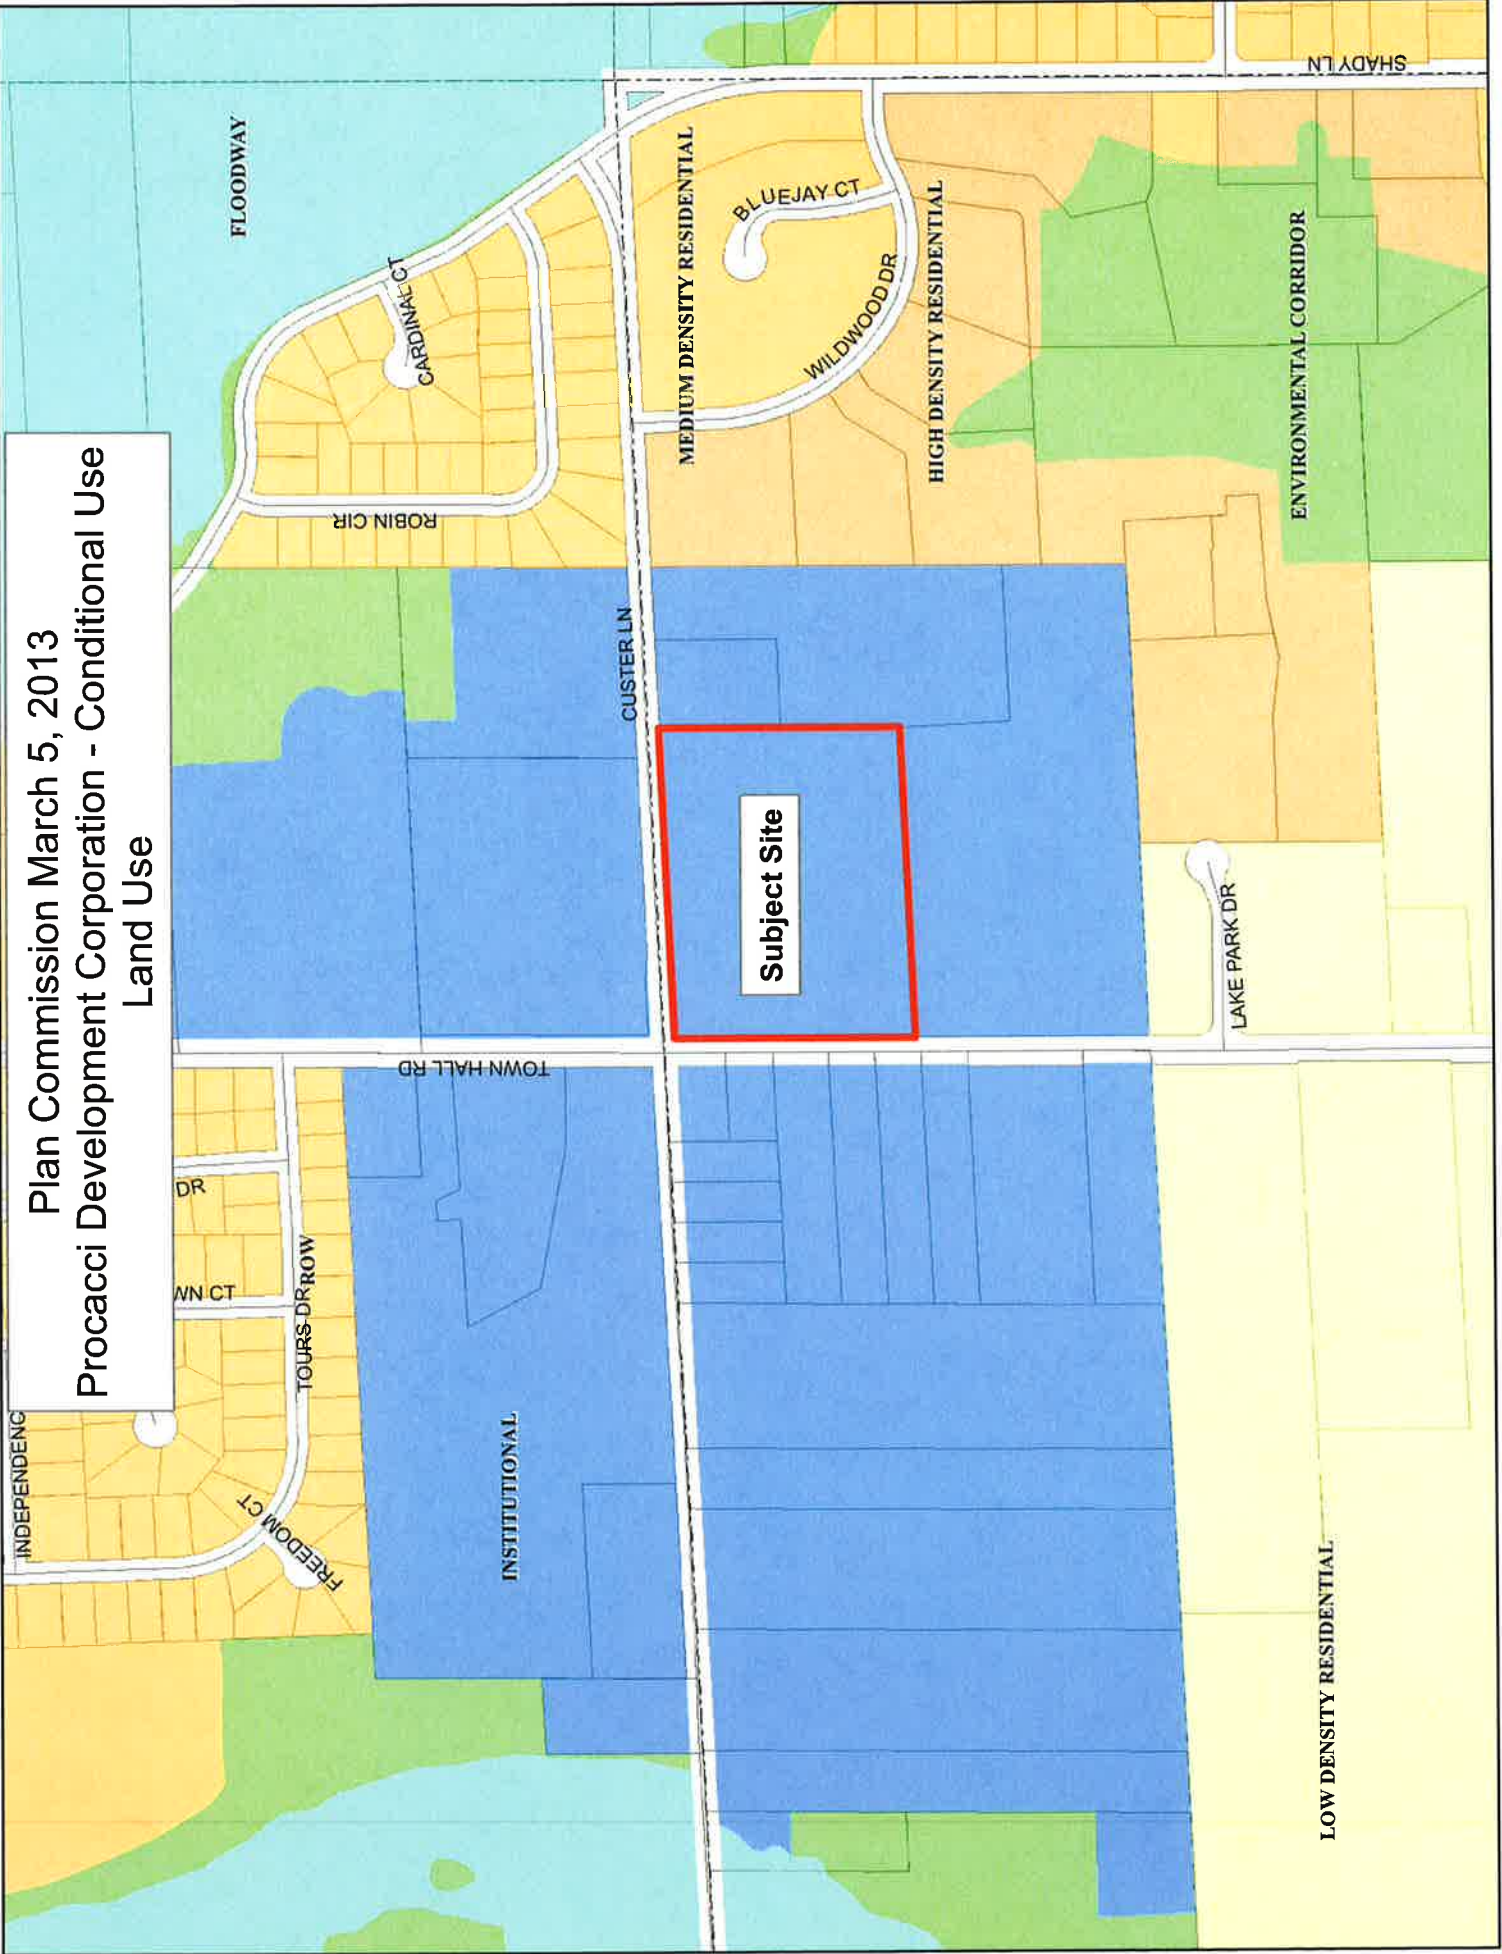 Plan Commission March 5, 2013
Procacci Development Corporation - Conditional Use
Land Use
INDEPENDENC
WN CT
DR
TOURS DR ROW
FREEDOM CT
FLOODWAY
CARDINAL CT
ROBIN CIR
TOWN HALL RD
INSTITUTIONAL
CUSTER LN
MEDIUM DENSITY RESIDENTIAL
BLUEJAY CT
WILDWOOD DR
HIGH DENSITY RESIDENTIAL
SHADY LN
Subject Site
ENVIRONMENTAL CORRIDOR
LAKE PARK DR
LOW DENSITY RESIDENTIAL